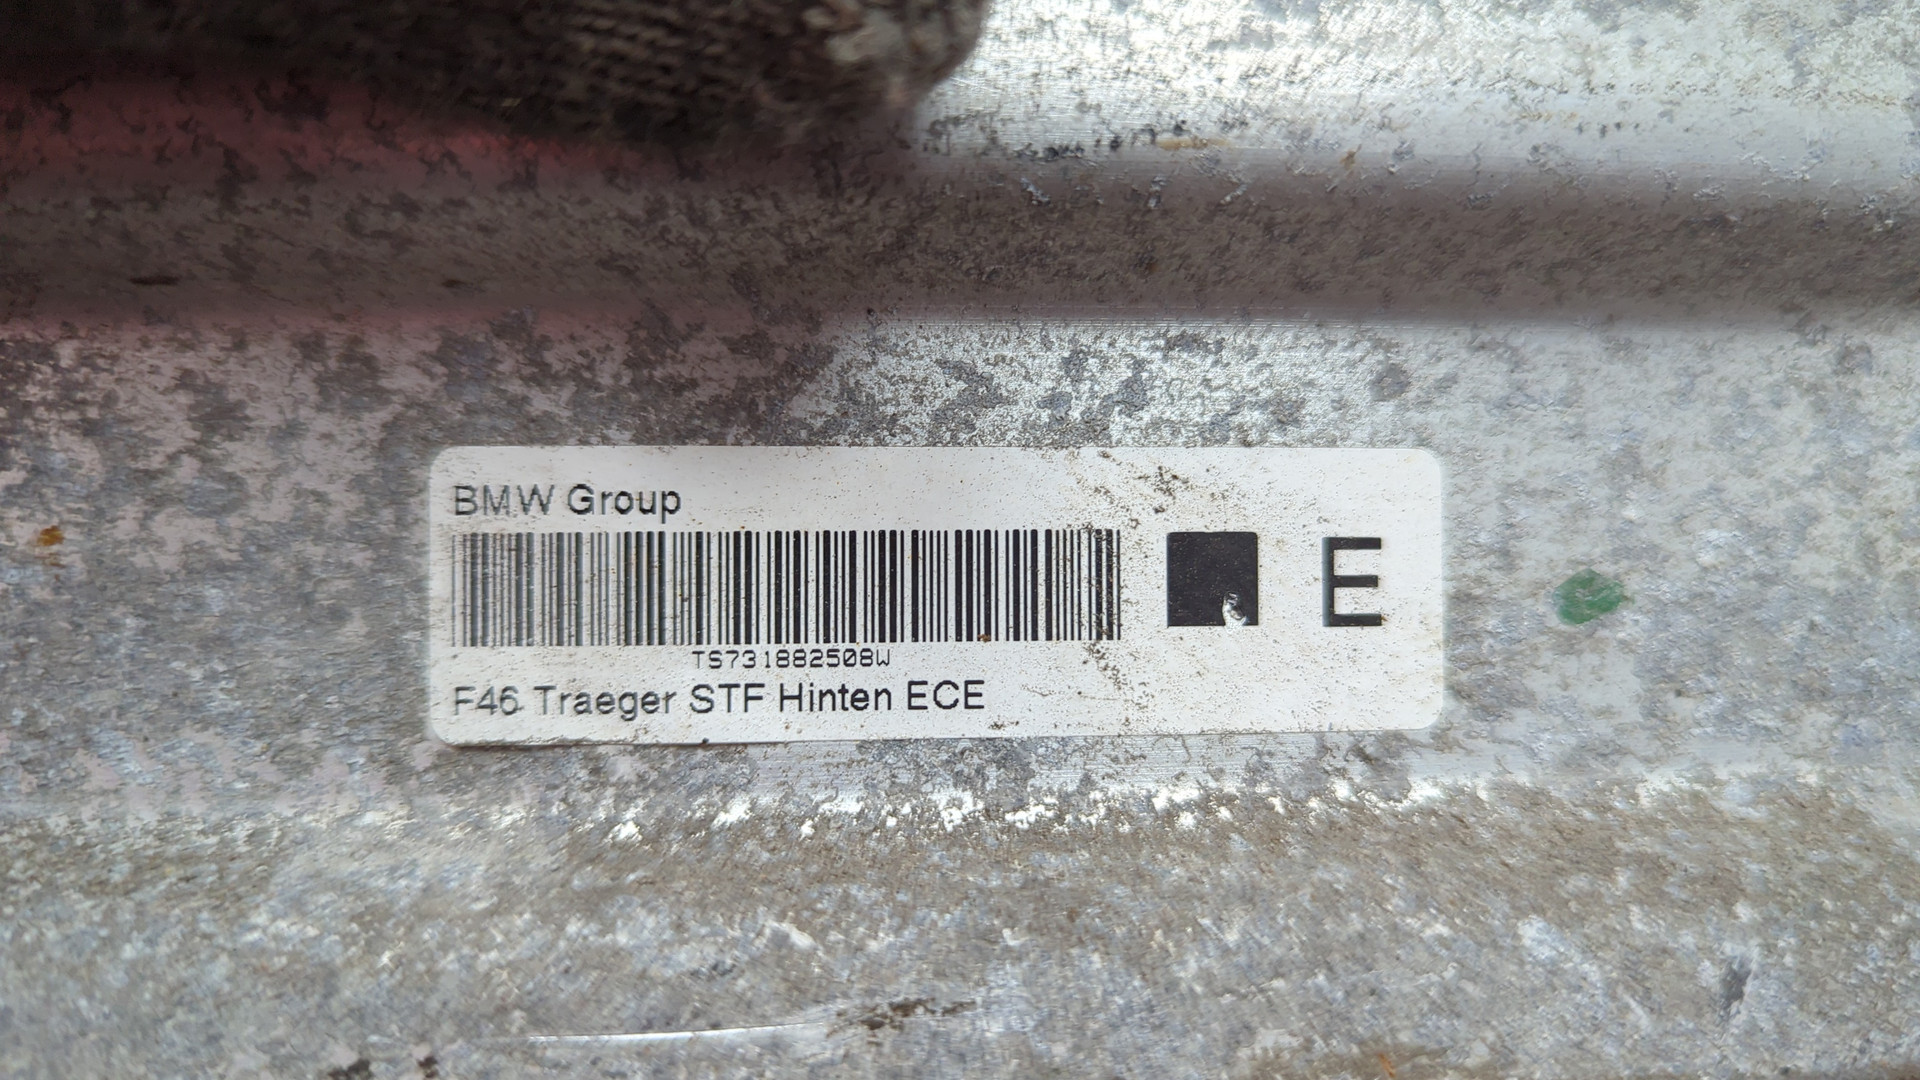 BMW Group
E
TS731882508W
F46 Traeger STF Hinten ECE